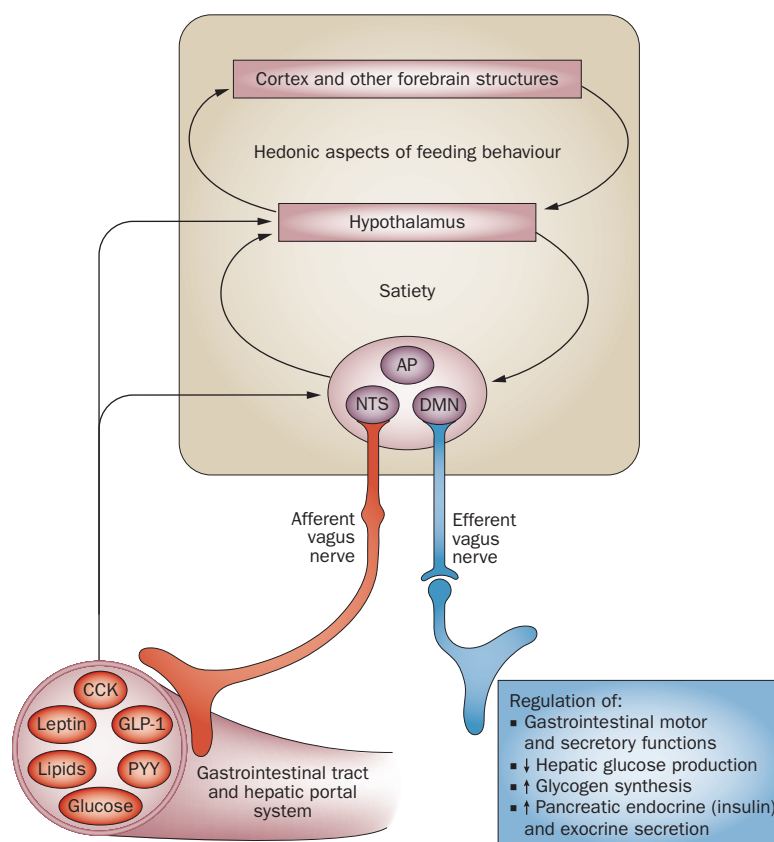 Cortex and other forebrain structures
Hedonic aspects of feeding behaviour
Hypothalamus
Satiety
AP
NTS
DMN
Afferent
vagus
nerve
Efferent
vagus
nerve
CCK
Leptin
GLP-1
Lipids
PYY
Glucose
Gastrointestinal tract
and hepatic portal
system
Regulation of:
▪ Gastrointestinal motor
and secretory functions
▪ ↓ Hepatic glucose production
▪ ↑ Glycogen synthesis
▪ ↑ Pancreatic endocrine (insulin)
and exocrine secretion